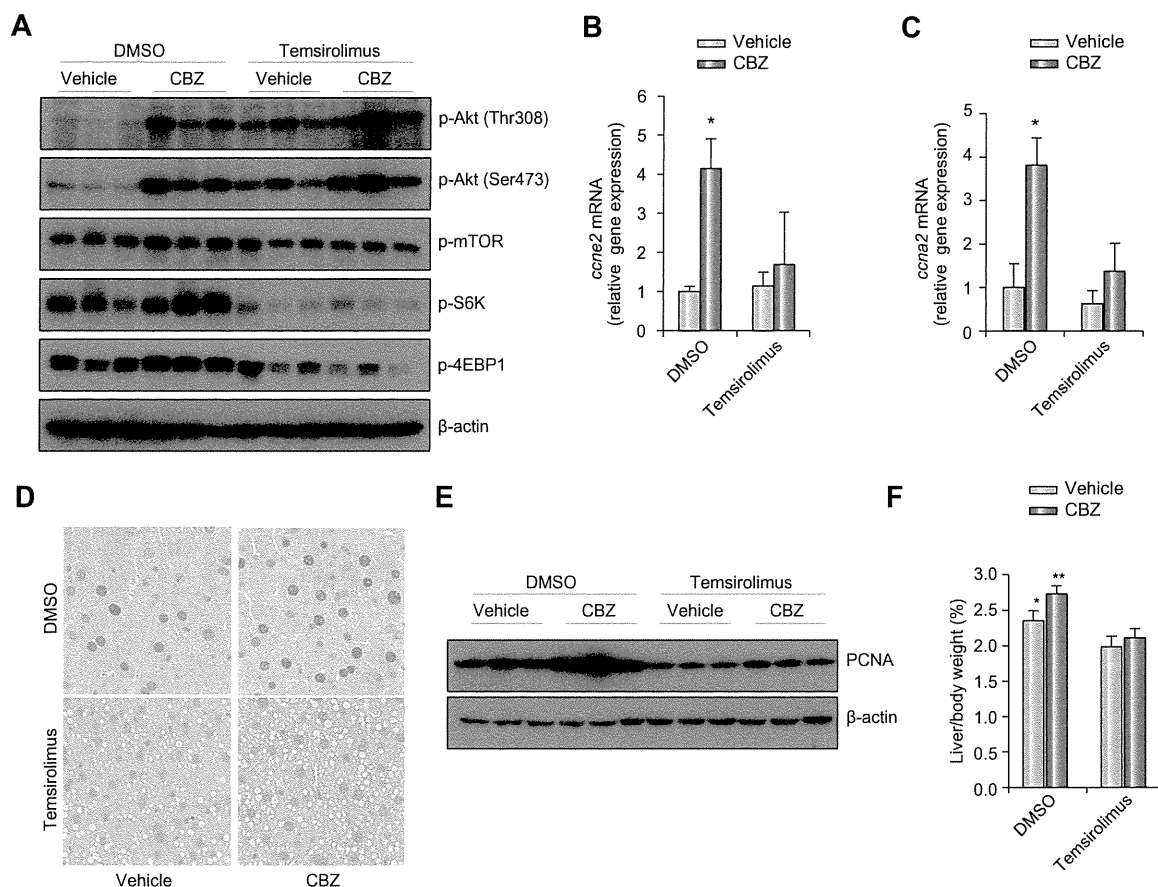 A
DMSO Temsirolimus
Vehicle CBZ Vehicle CBZ
p-Akt (Thr308)
p-Akt (Ser473)
p-mTOR
p-S6K
p-4EBP1
β-actin
B
Vehicle
CBZ
ccne2 mRNA
(relative gene expression)
6
5
4
3
2
1
0
*
DMSO
Temsirolimus
C
Vehicle
CBZ
ccna2 mRNA
(relative gene expression)
5
4
3
2
1
0
*
DMSO
Temsirolimus
D
DMSO
Temsirolimus
Vehicle CBZ
E
DMSO Temsirolimus
Vehicle CBZ Vehicle CBZ
PCNA
β-actin
F
Vehicle
CBZ
Liver/body weight (%)
3.0
2.5
2.0
1.5
1.0
0.5
0.0
*
**
DMSO
Temsirolimus